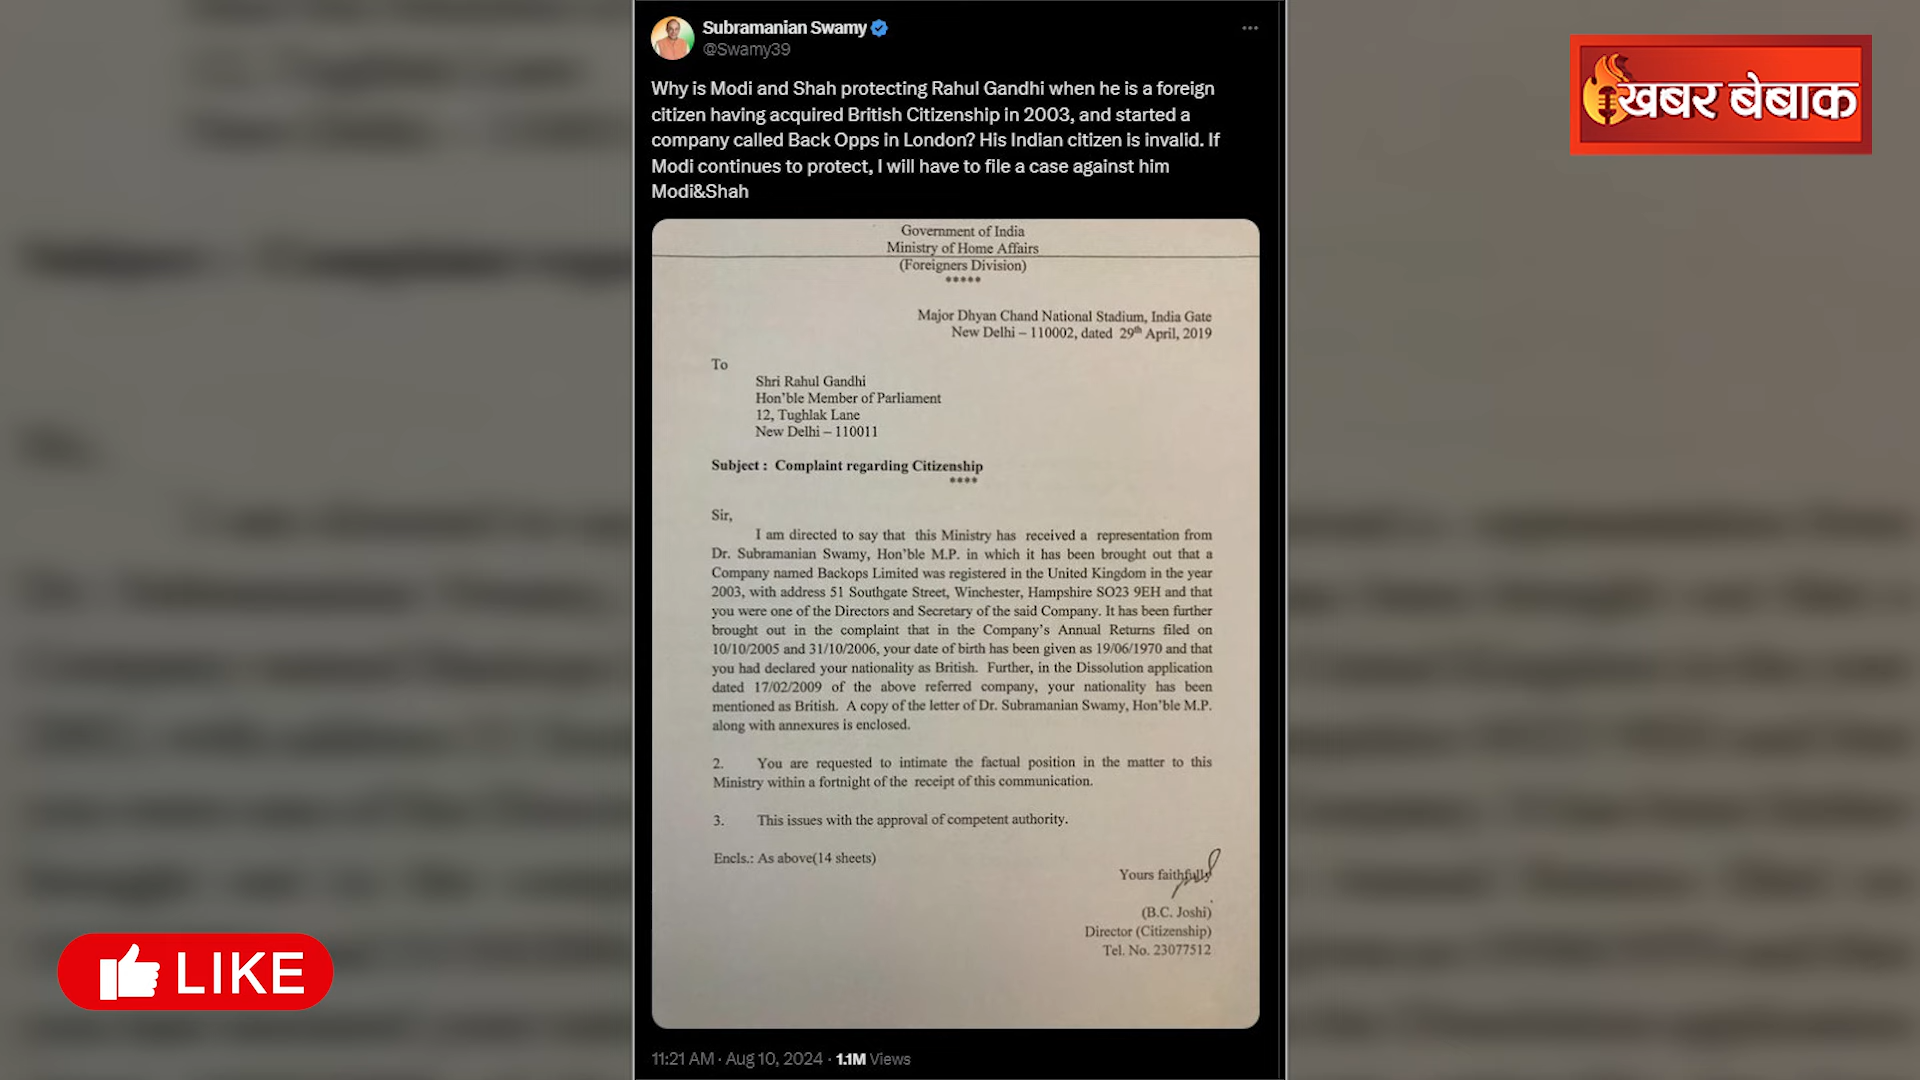 Subramanian Swamy
@Swamy39
Why is Modi and Shah protecting Rahul Gandhi when he is a foreign
citizen having acquired British Citizenship in 2003, and started a
company called Back Opps in London? His Indian citizen is invalid. If
Modi continues to protect, I will have to file a case against him
Modi&Shah
खबर बेबाक
Government of India
Ministry of Home Affairs
(Foreigners Division)
*****
Major Dhyan Chand National Stadium, India Gate
New Delhi – 110002, dated 29th April, 2019
To
Shri Rahul Gandhi
Hon'ble Member of Parliament
12, Tughlak Lane
New Delhi – 110011
Subject : Complaint regarding Citizenship
****
Sir,
I am directed to say that this Ministry has received a representation from
Dr. Subramanian Swamy, Hon'ble M.P. in which it has been brought out that a
Company named Backops Limited was registered in the United Kingdom in the year
2003, with address 51 Southgate Street, Winchester, Hampshire SO23 9EH and that
you were one of the Directors and Secretary of the said Company. It has been further
brought out in the complaint that in the Company's Annual Returns filed on
10/10/2005 and 31/10/2006, your date of birth has been given as 19/06/1970 and that
you had declared your nationality as British. Further, in the Dissolution application
dated 17/02/2009 of the above referred company, your nationality has been
mentioned as British. A copy of the letter of Dr. Subramanian Swamy, Hon'ble M.P.
along with annexures is enclosed.
2. You are requested to intimate the factual position in the matter to this
Ministry within a fortnight of the receipt of this communication.
3. This issues with the approval of competent authority.
Encls.: As above(14 sheets)
Yours faithfully
(B.C. Joshi)
Director (Citizenship)
Tel. No. 23077512
LIKE
11:21 AM · Aug 10, 2024 · 1.1M Views